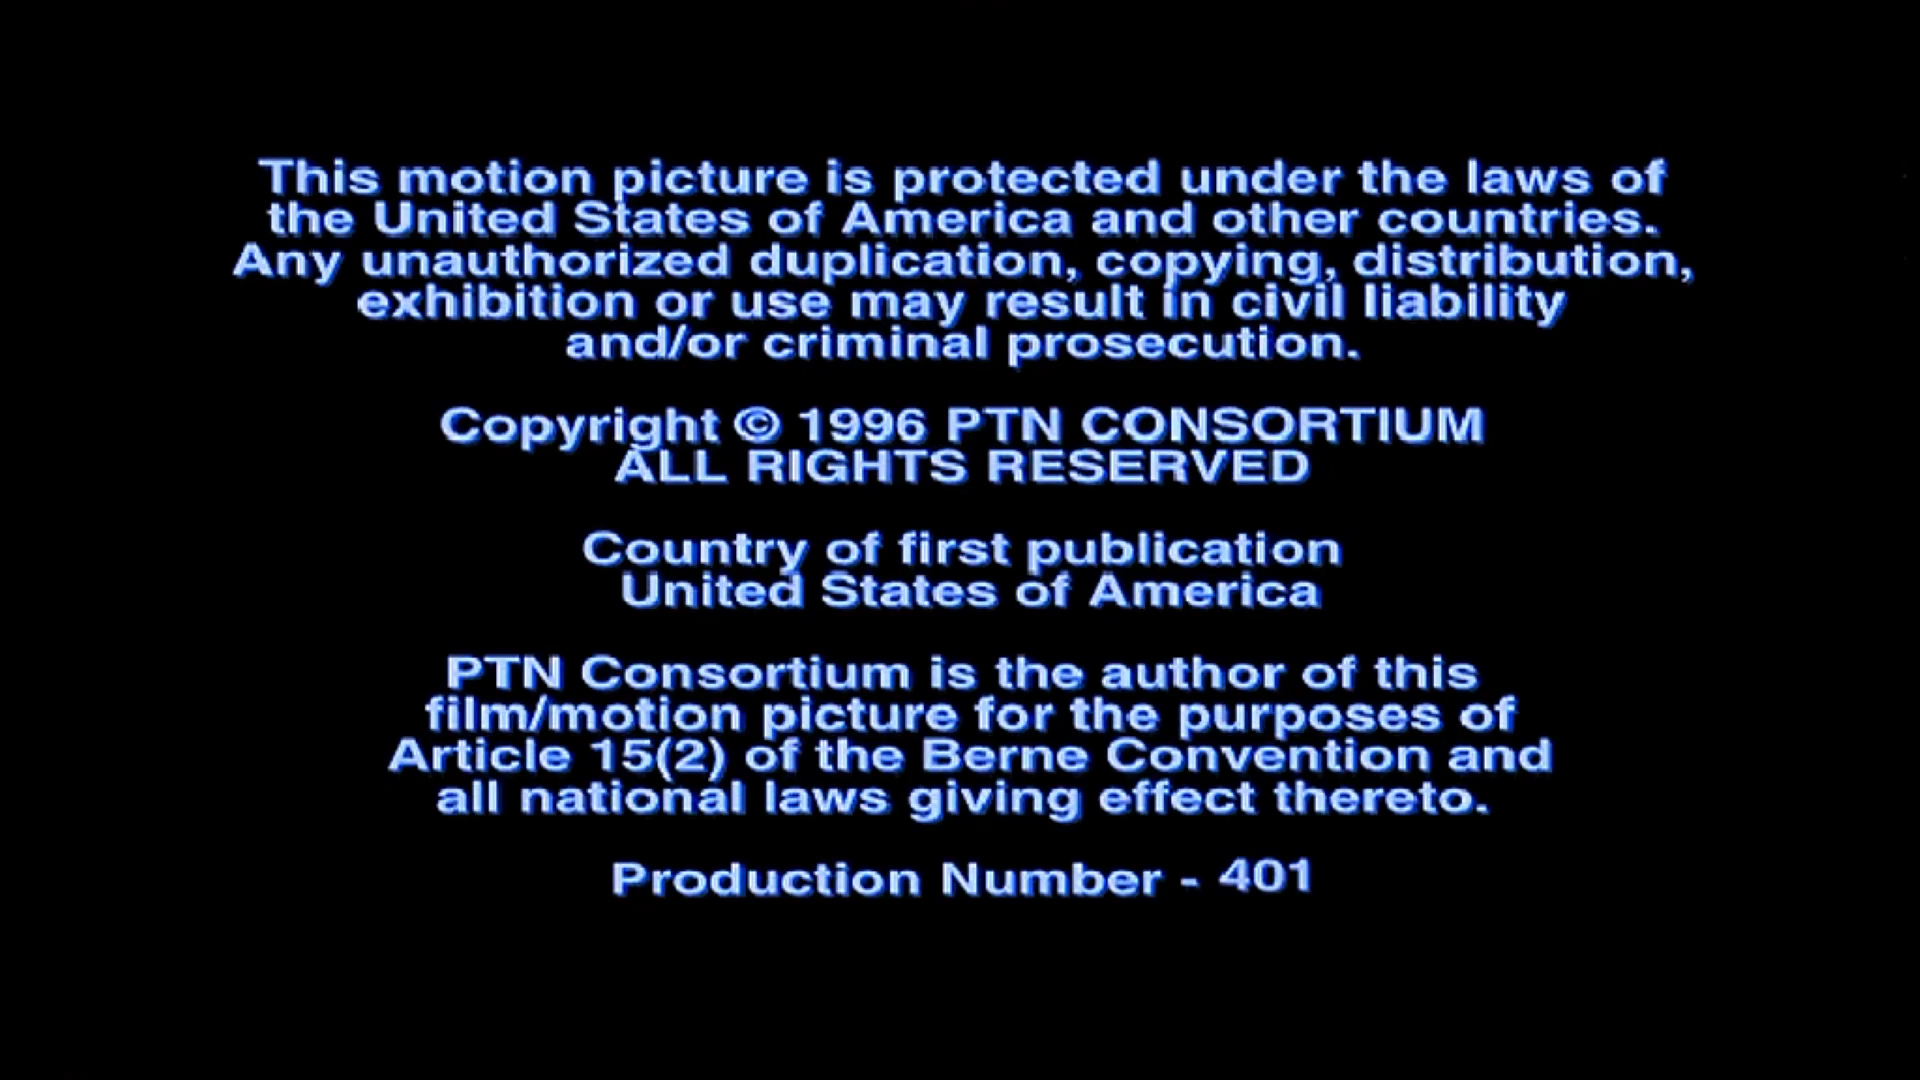 This motion picture is protected under the laws of
the United States of America and other countries.
Any unauthorized duplication, copying, distribution,
exhibition or use may result in civil liability
and/or criminal prosecution.
Copyright © 1996 PTN CONSORTIUM
ALL RIGHTS RESERVED
Country of first publication
United States of America
PTN Consortium is the author of this
film/motion picture for the purposes of
Article 15(2) of the Berne Convention and
all national laws giving effect thereto.
Production Number - 401